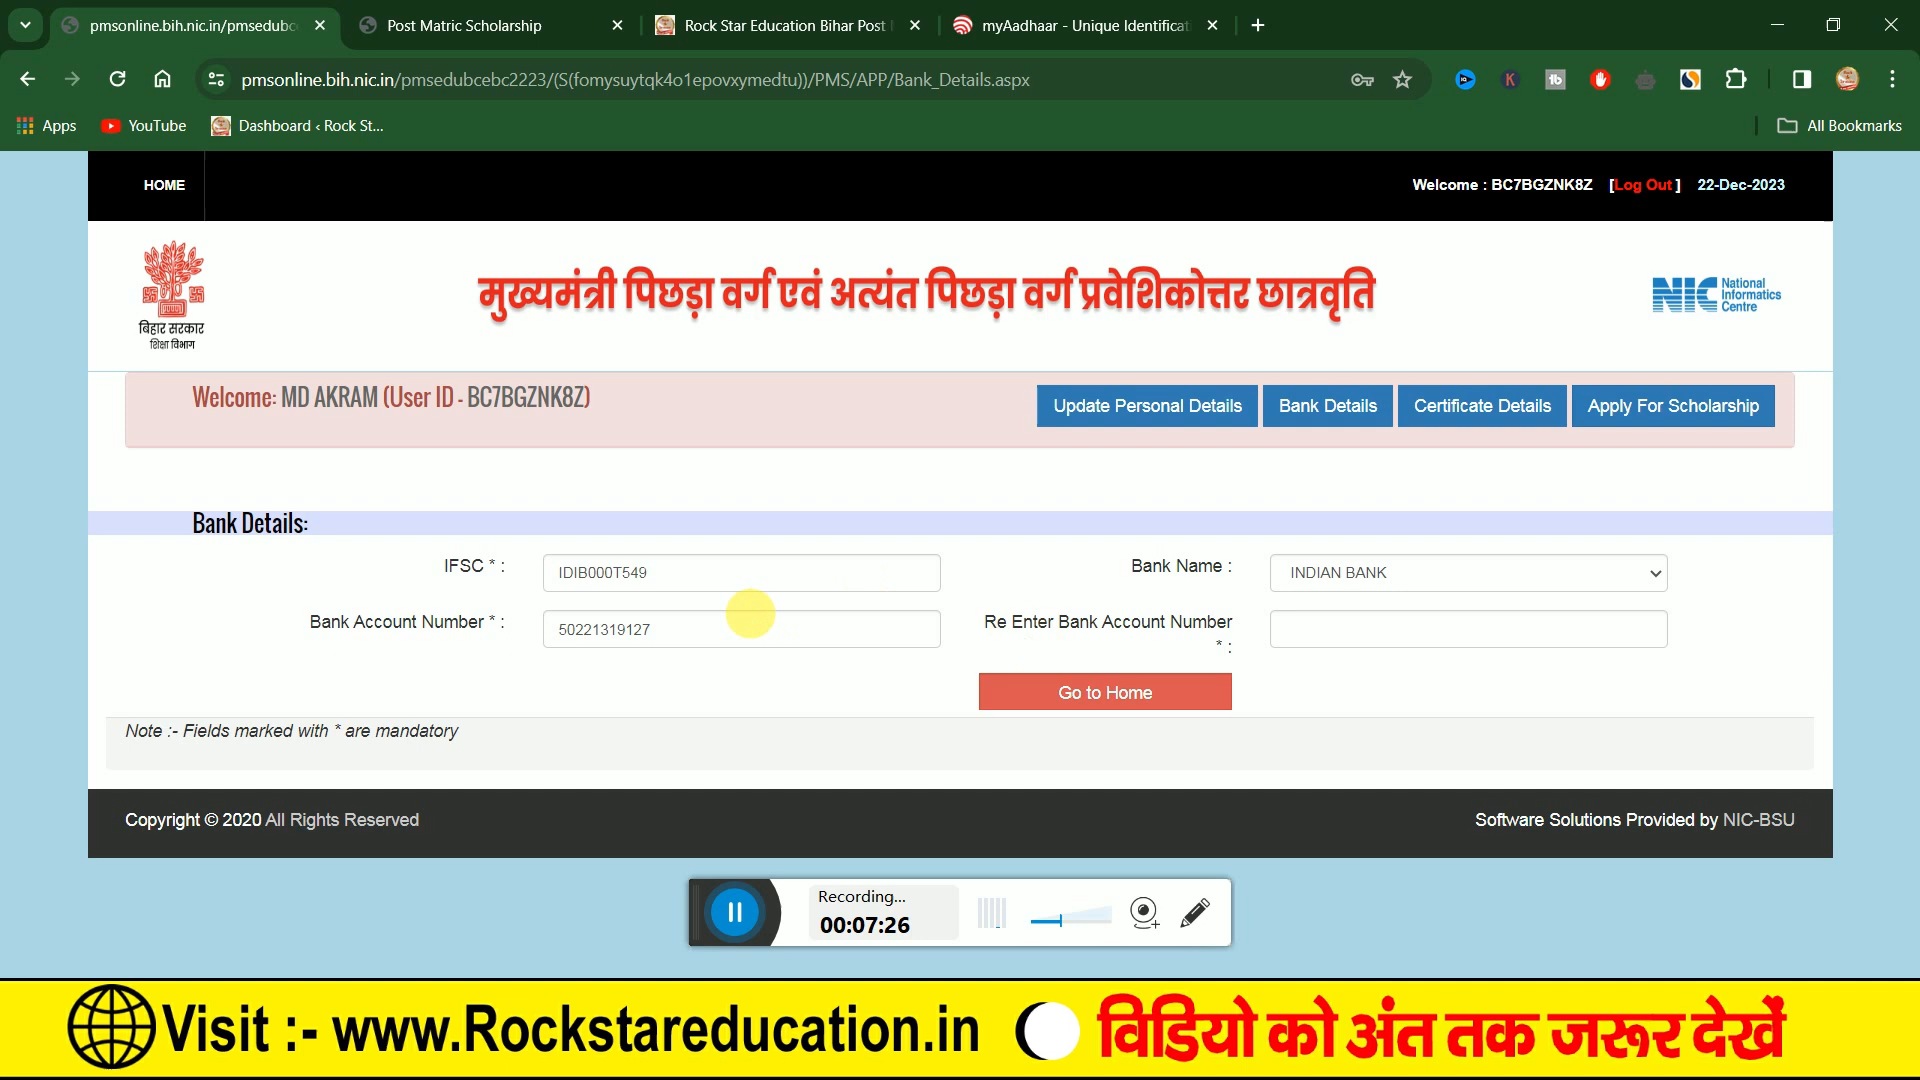 pmsonline.bih.nic.in/pmsedubc
Post Matric Scholarship
Rock Star Education Bihar Post
myAadhaar - Unique Identificat
pmsonline.bih.nic.in/pmsedubcebc2223/(S(fomysuytqk4o1epovxymedtu))/PMS/APP/Bank_Details.aspx
Apps
YouTube
Dashboard ‹ Rock St...
All Bookmarks
HOME
Welcome : BC7BGZNK8Z [Log Out ] 22-Dec-2023
बिहार सरकार
शिक्षा विभाग
मुख्यमंत्री पिछड़ा वर्ग एवं अत्यंत पिछड़ा वर्ग प्रवेशिकोत्तर छात्रवृति
NIC National
Informatics
Centre
Welcome: MD AKRAM (User ID - BC7BGZNK8Z)
Update Personal Details
Bank Details
Certificate Details
Apply For Scholarship
Bank Details:
IFSC * :
IDIB000T549
Bank Name :
INDIAN BANK
Bank Account Number * :
50221319127
Re Enter Bank Account Number
* :
Go to Home
Note :- Fields marked with * are mandatory
Copyright © 2020 All Rights Reserved
Software Solutions Provided by NIC-BSU
Recording...
00:07:26
Visit :- www.Rockstareducation.in
विडियो को अंत तक जरूर देखें